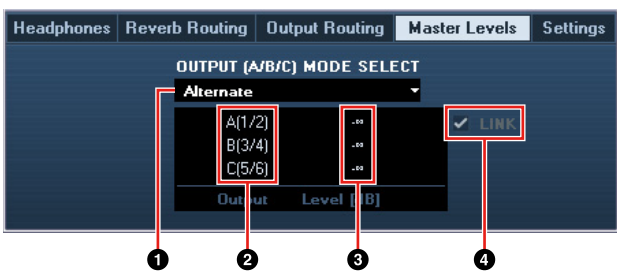 Headphones Reverb Routing Output Routing Master Levels Settings
OUTPUT (A/B/C) MODE SELECT
Alternate
A(1/2) -∞ LINK
B(3/4) -∞
C(5/6) -∞
Output Level [dB]
1 2 3 4